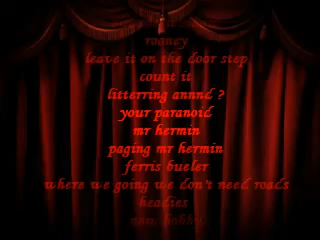 rooney
leave it on the door step
count it
litterring annnd ?
your paranoid
mr hermin
paging mr hermin
ferris bueler
where we going we don't need roads
headies